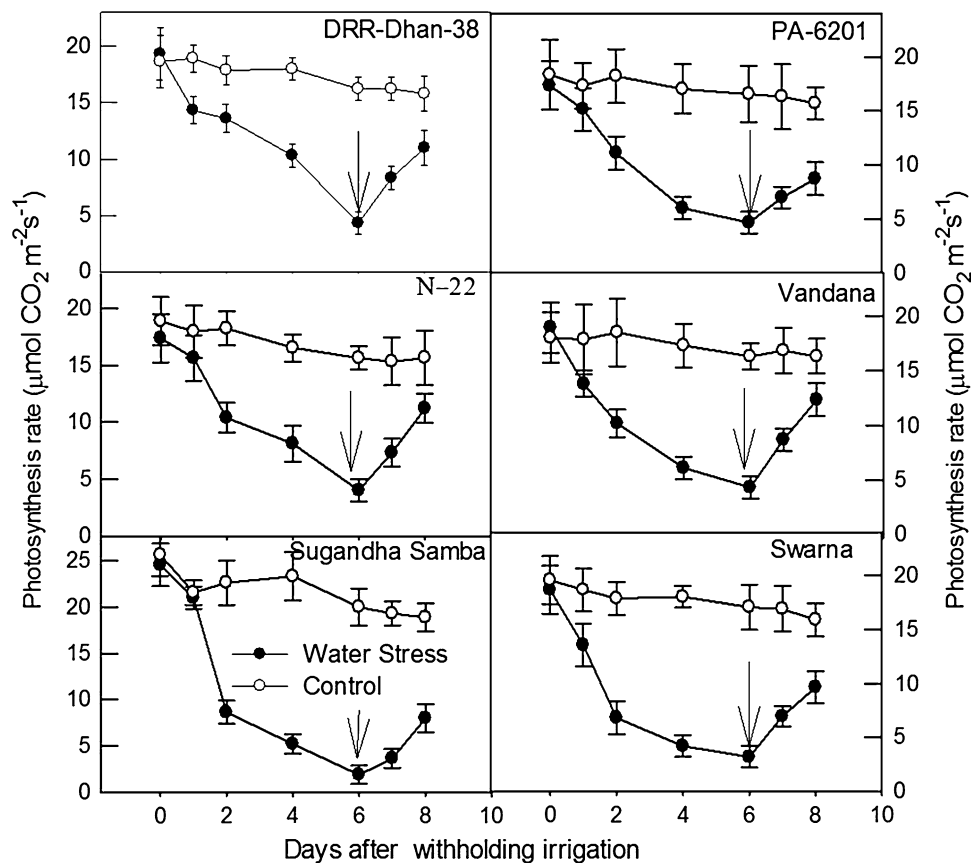 DRR-Dhan-38
PA-6201
20
15
10
5
0
20
15
10
5
0
N–22
Vandana
20
15
10
5
0
20
15
10
5
0
Sugandha Samba
Swarna
25
20
15
10
5
0
20
15
10
5
0
Water Stress
Control
0 2 4 6 8 10
0 2 4 6 8 10
Days after withholding irrigation
Photosynthesis rate (μmol CO₂ m⁻²s⁻¹)
Photosynthesis rate (μmol CO₂ m⁻²s⁻¹)